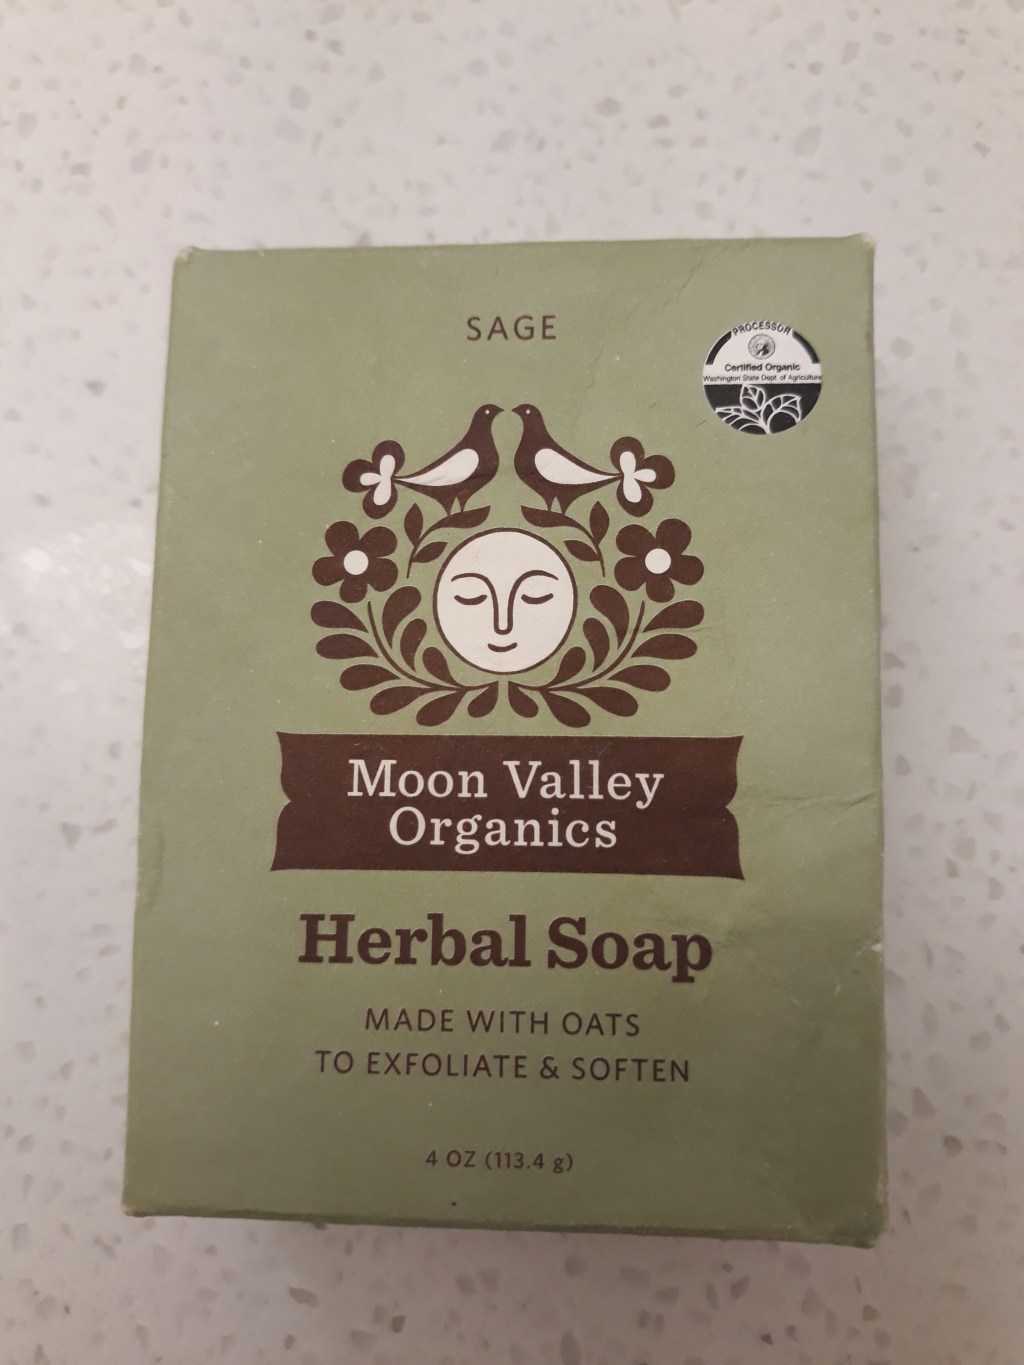 SAGE
PROCESSOR
Certified Organic
Washington State Dept. of Agriculture
Moon Valley
Organics
Herbal Soap
MADE WITH OATS
TO EXFOLIATE & SOFTEN
4 OZ (113.4 g)